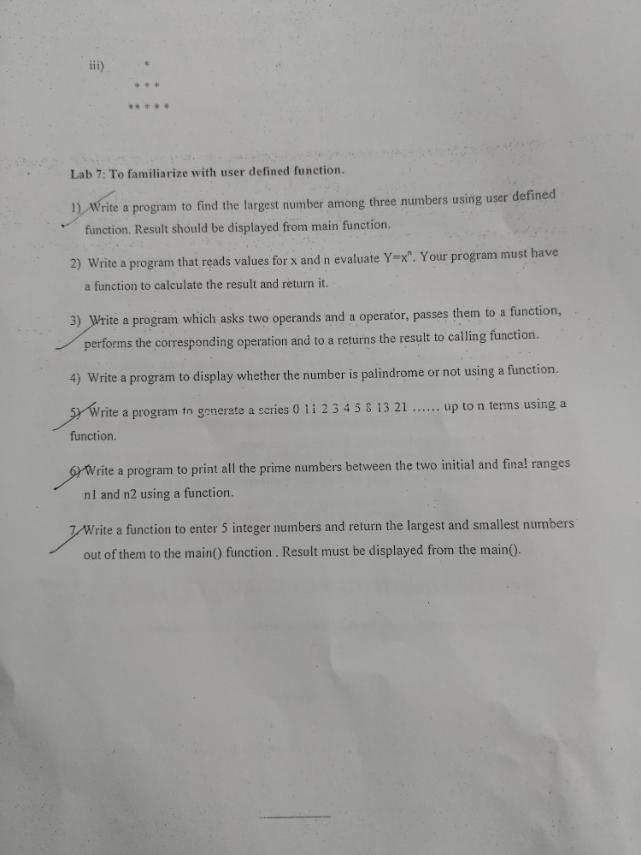 iii)
*
* * *
* * * * *
Lab 7: To familiarize with user defined function.
1) Write a program to find the largest number among three numbers using user defined
function. Result should be displayed from main function.
2) Write a program that reads values for x and n evaluate Y=xⁿ. Your program must have
a function to calculate the result and return it.
3) Write a program which asks two operands and a operator, passes them to a function,
performs the corresponding operation and to a returns the result to calling function.
4) Write a program to display whether the number is palindrome or not using a function.
5) Write a program to generate a series 0 1 1 2 3 4 5 8 13 21 ...... up to n terms using a
function.
6) Write a program to print all the prime numbers between the two initial and final ranges
n1 and n2 using a function.
7. Write a function to enter 5 integer numbers and return the largest and smallest numbers
out of them to the main() function . Result must be displayed from the main().